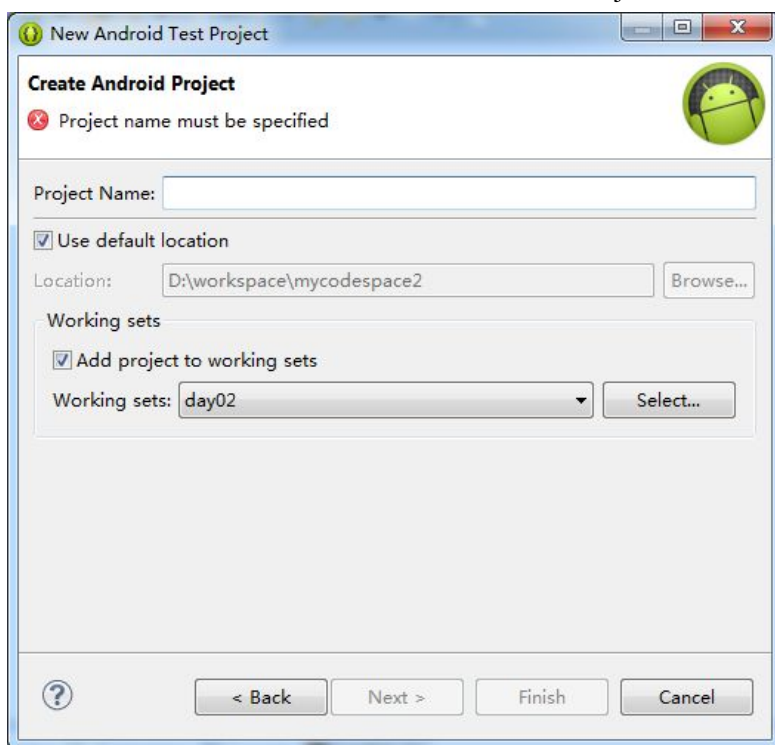 New Android Test Project
Create Android Project
Project name must be specified
Project Name:
Use default location
Location: D:\workspace\mycodespace2 Browse...
Working sets
Add project to working sets
Working sets: day02 Select...
< Back Next > Finish Cancel